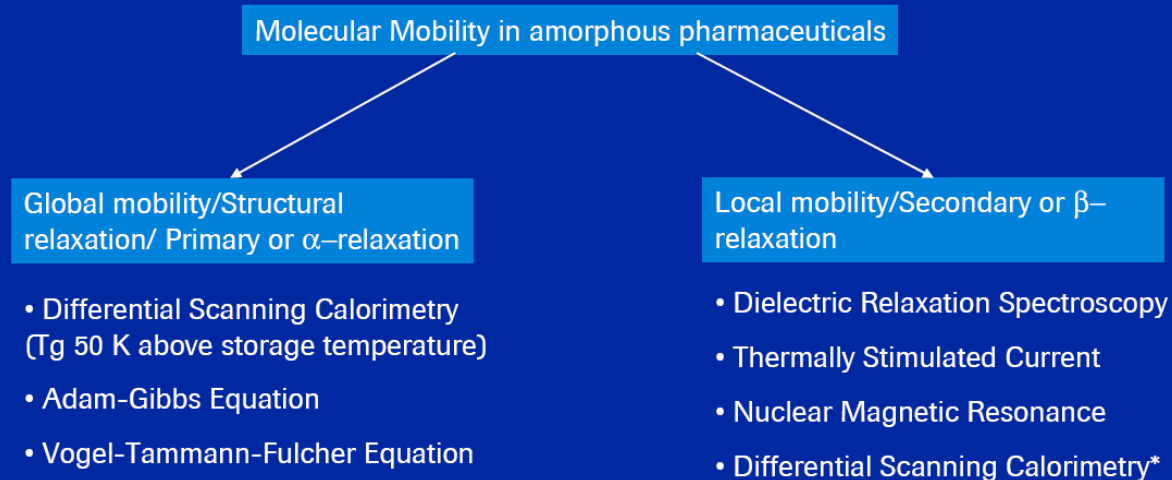 Molecular Mobility in amorphous pharmaceuticals
Global mobility/Structural
relaxation/ Primary or α–relaxation
• Differential Scanning Calorimetry
(Tg 50 K above storage temperature)
• Adam-Gibbs Equation
• Vogel-Tammann-Fulcher Equation
Local mobility/Secondary or β–
relaxation
• Dielectric Relaxation Spectroscopy
• Thermally Stimulated Current
• Nuclear Magnetic Resonance
• Differential Scanning Calorimetry*